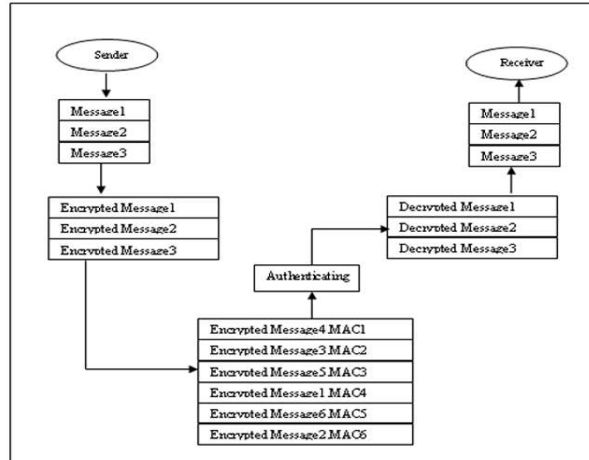 Sender
Message1
Message2
Message3
Encrypted Message1
Encrypted Message2
Encrypted Message3
Encrypted Message4.MAC1
Encrypted Message3.MAC2
Encrypted Message5.MAC3
Encrypted Message1.MAC4
Encrypted Message6.MAC5
Encrypted Message2.MAC6
Authenticating
Decrypted Message1
Decrypted Message2
Decrypted Message3
Message1
Message2
Message3
Receiver